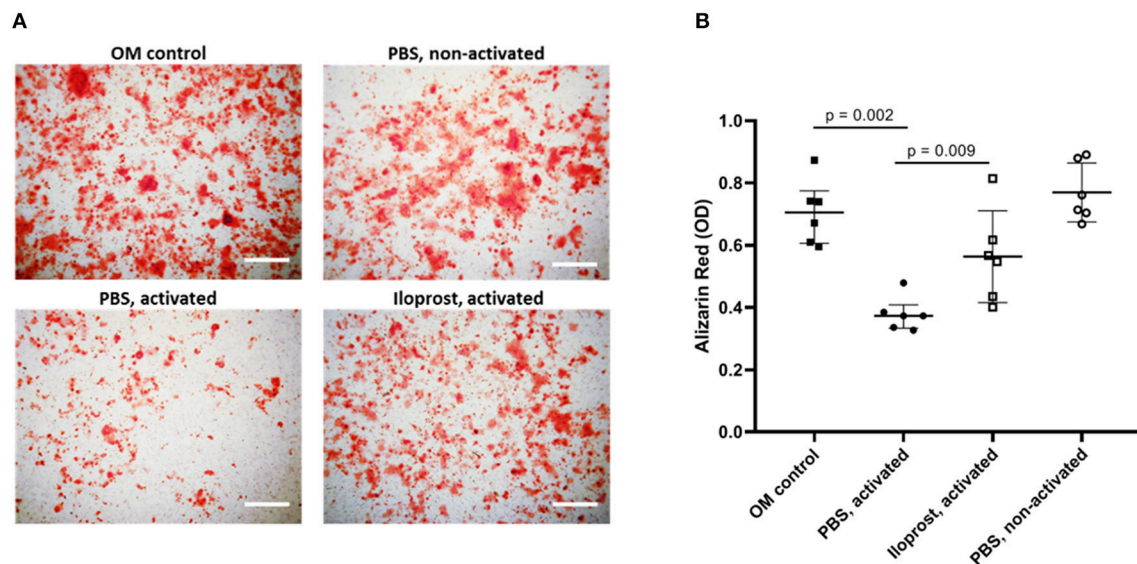 A
OM control
PBS, non-activated
PBS, activated
Iloprost, activated
B
p = 0.002
p = 0.009
1.0
0.8
0.6
0.4
0.2
0.0
Alizarin Red (OD)
OM control
PBS, activated
Iloprost, activated
PBS, non-activated